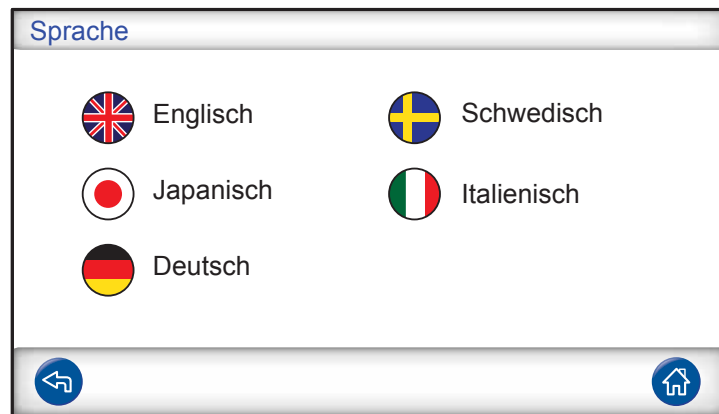 Sprache
Englisch
Schwedisch
Japanisch
Italienisch
Deutsch